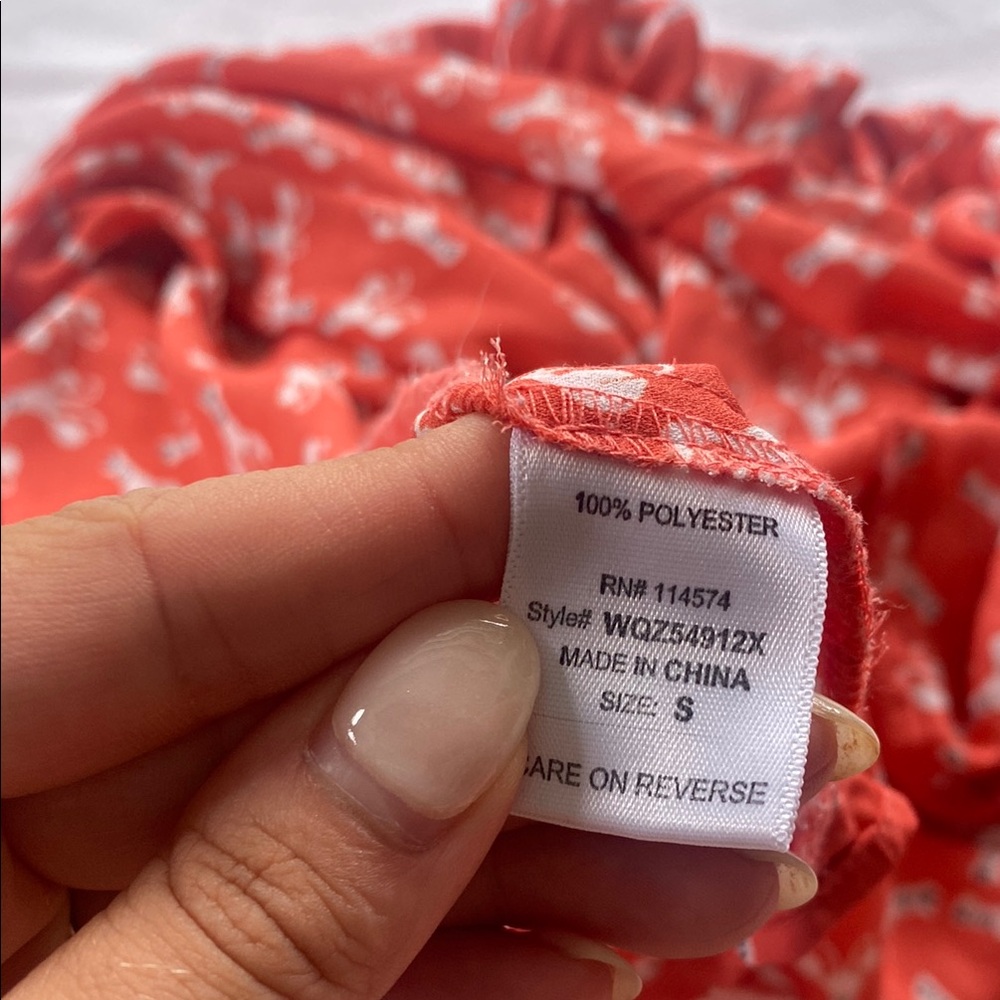 100% POLYESTER
RN# 114574
Style# WQZ54912X
MADE IN CHINA
SIZE: S
CARE ON REVERSE